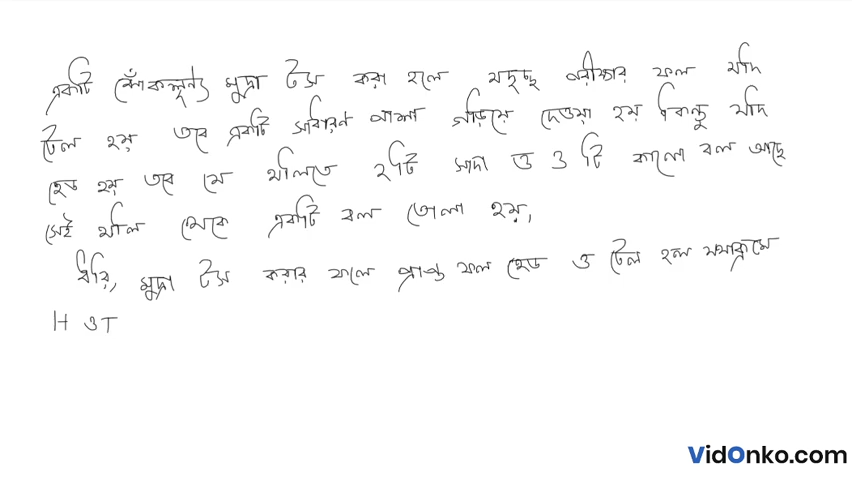 একটি ঝোঁকশূন্য মুদ্রা টস করা হলে যদৃচ্ছ পরীক্ষার ফল যদি
টেল হয় তবে একটি সাধারণ পাশা গড়িয়ে দেওয়া হয় কিন্তু যদি
হেড হয় তবে যে থলিতে ২টি সাদা ও ৩টি কালো বল আছে
সেই থলি থেকে একটি বল তোলা হয়,
ধরি, মুদ্রা টস করার ফলে প্রাপ্ত ফল হেড ও টেল হল যথাক্রমে
H ও T
VidOnko.com